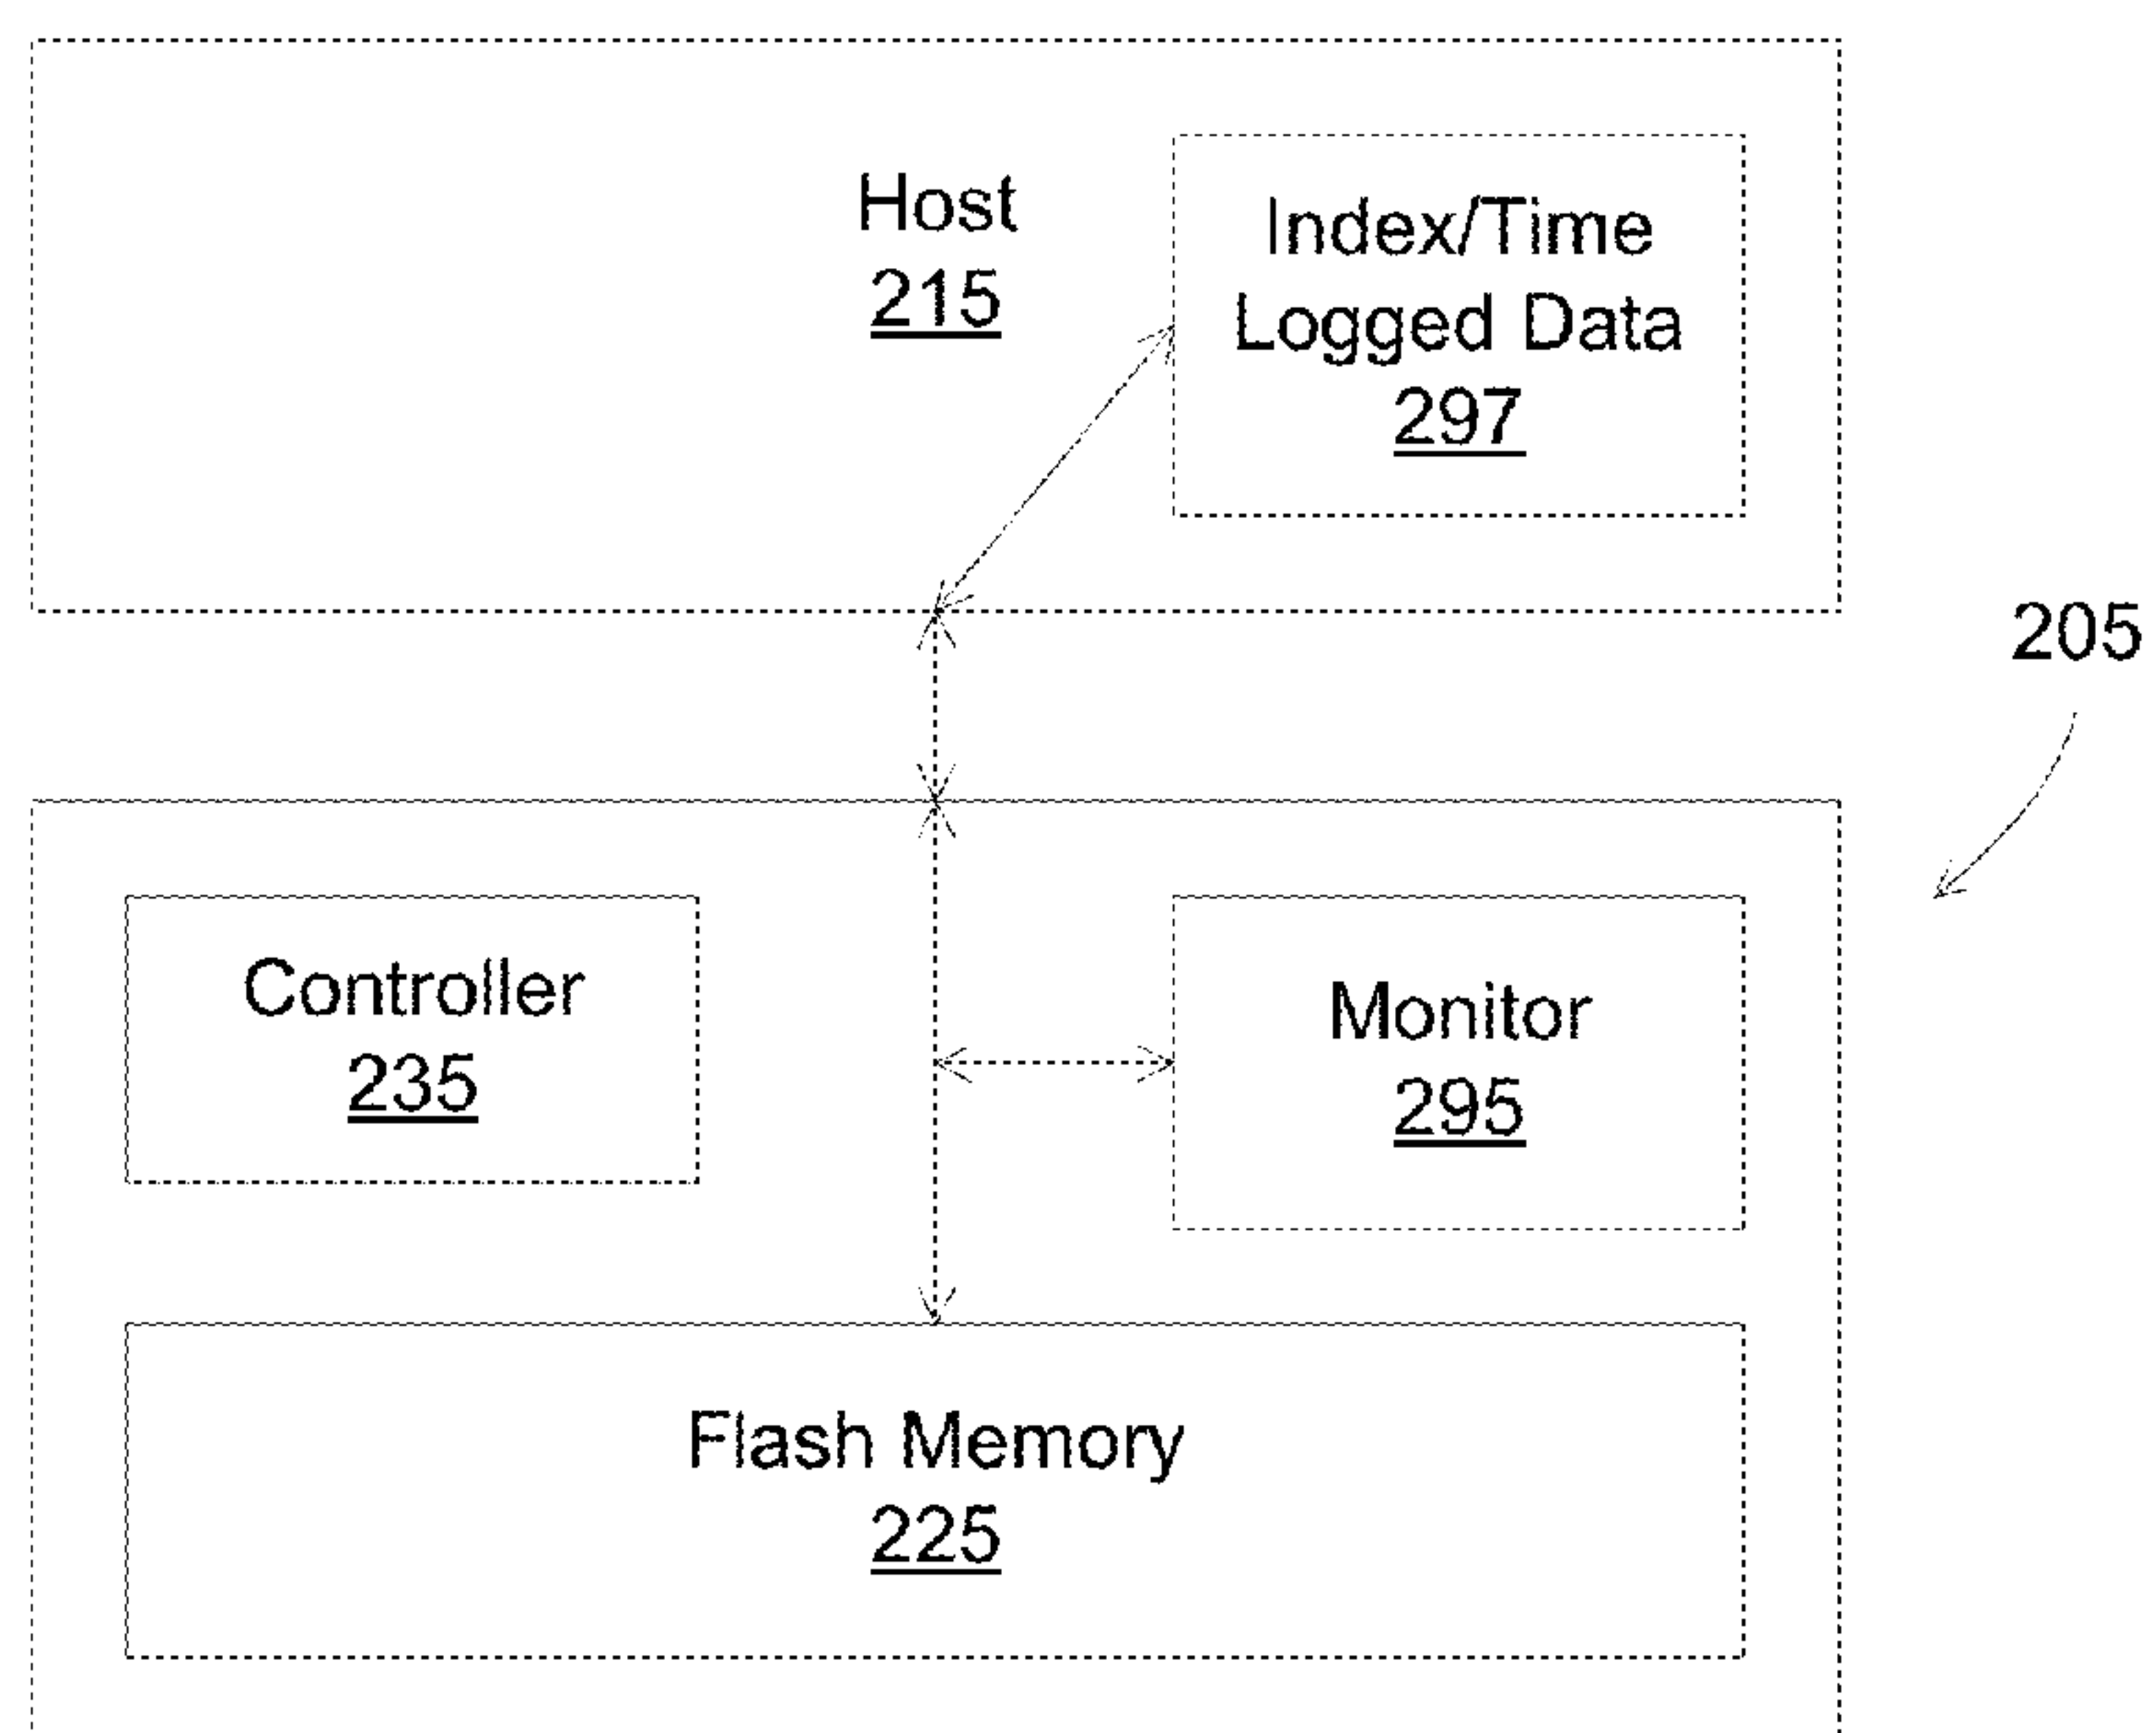 Host
215
Index/Time
Logged Data
297
205
Controller
235
Monitor
295
Flash Memory
225